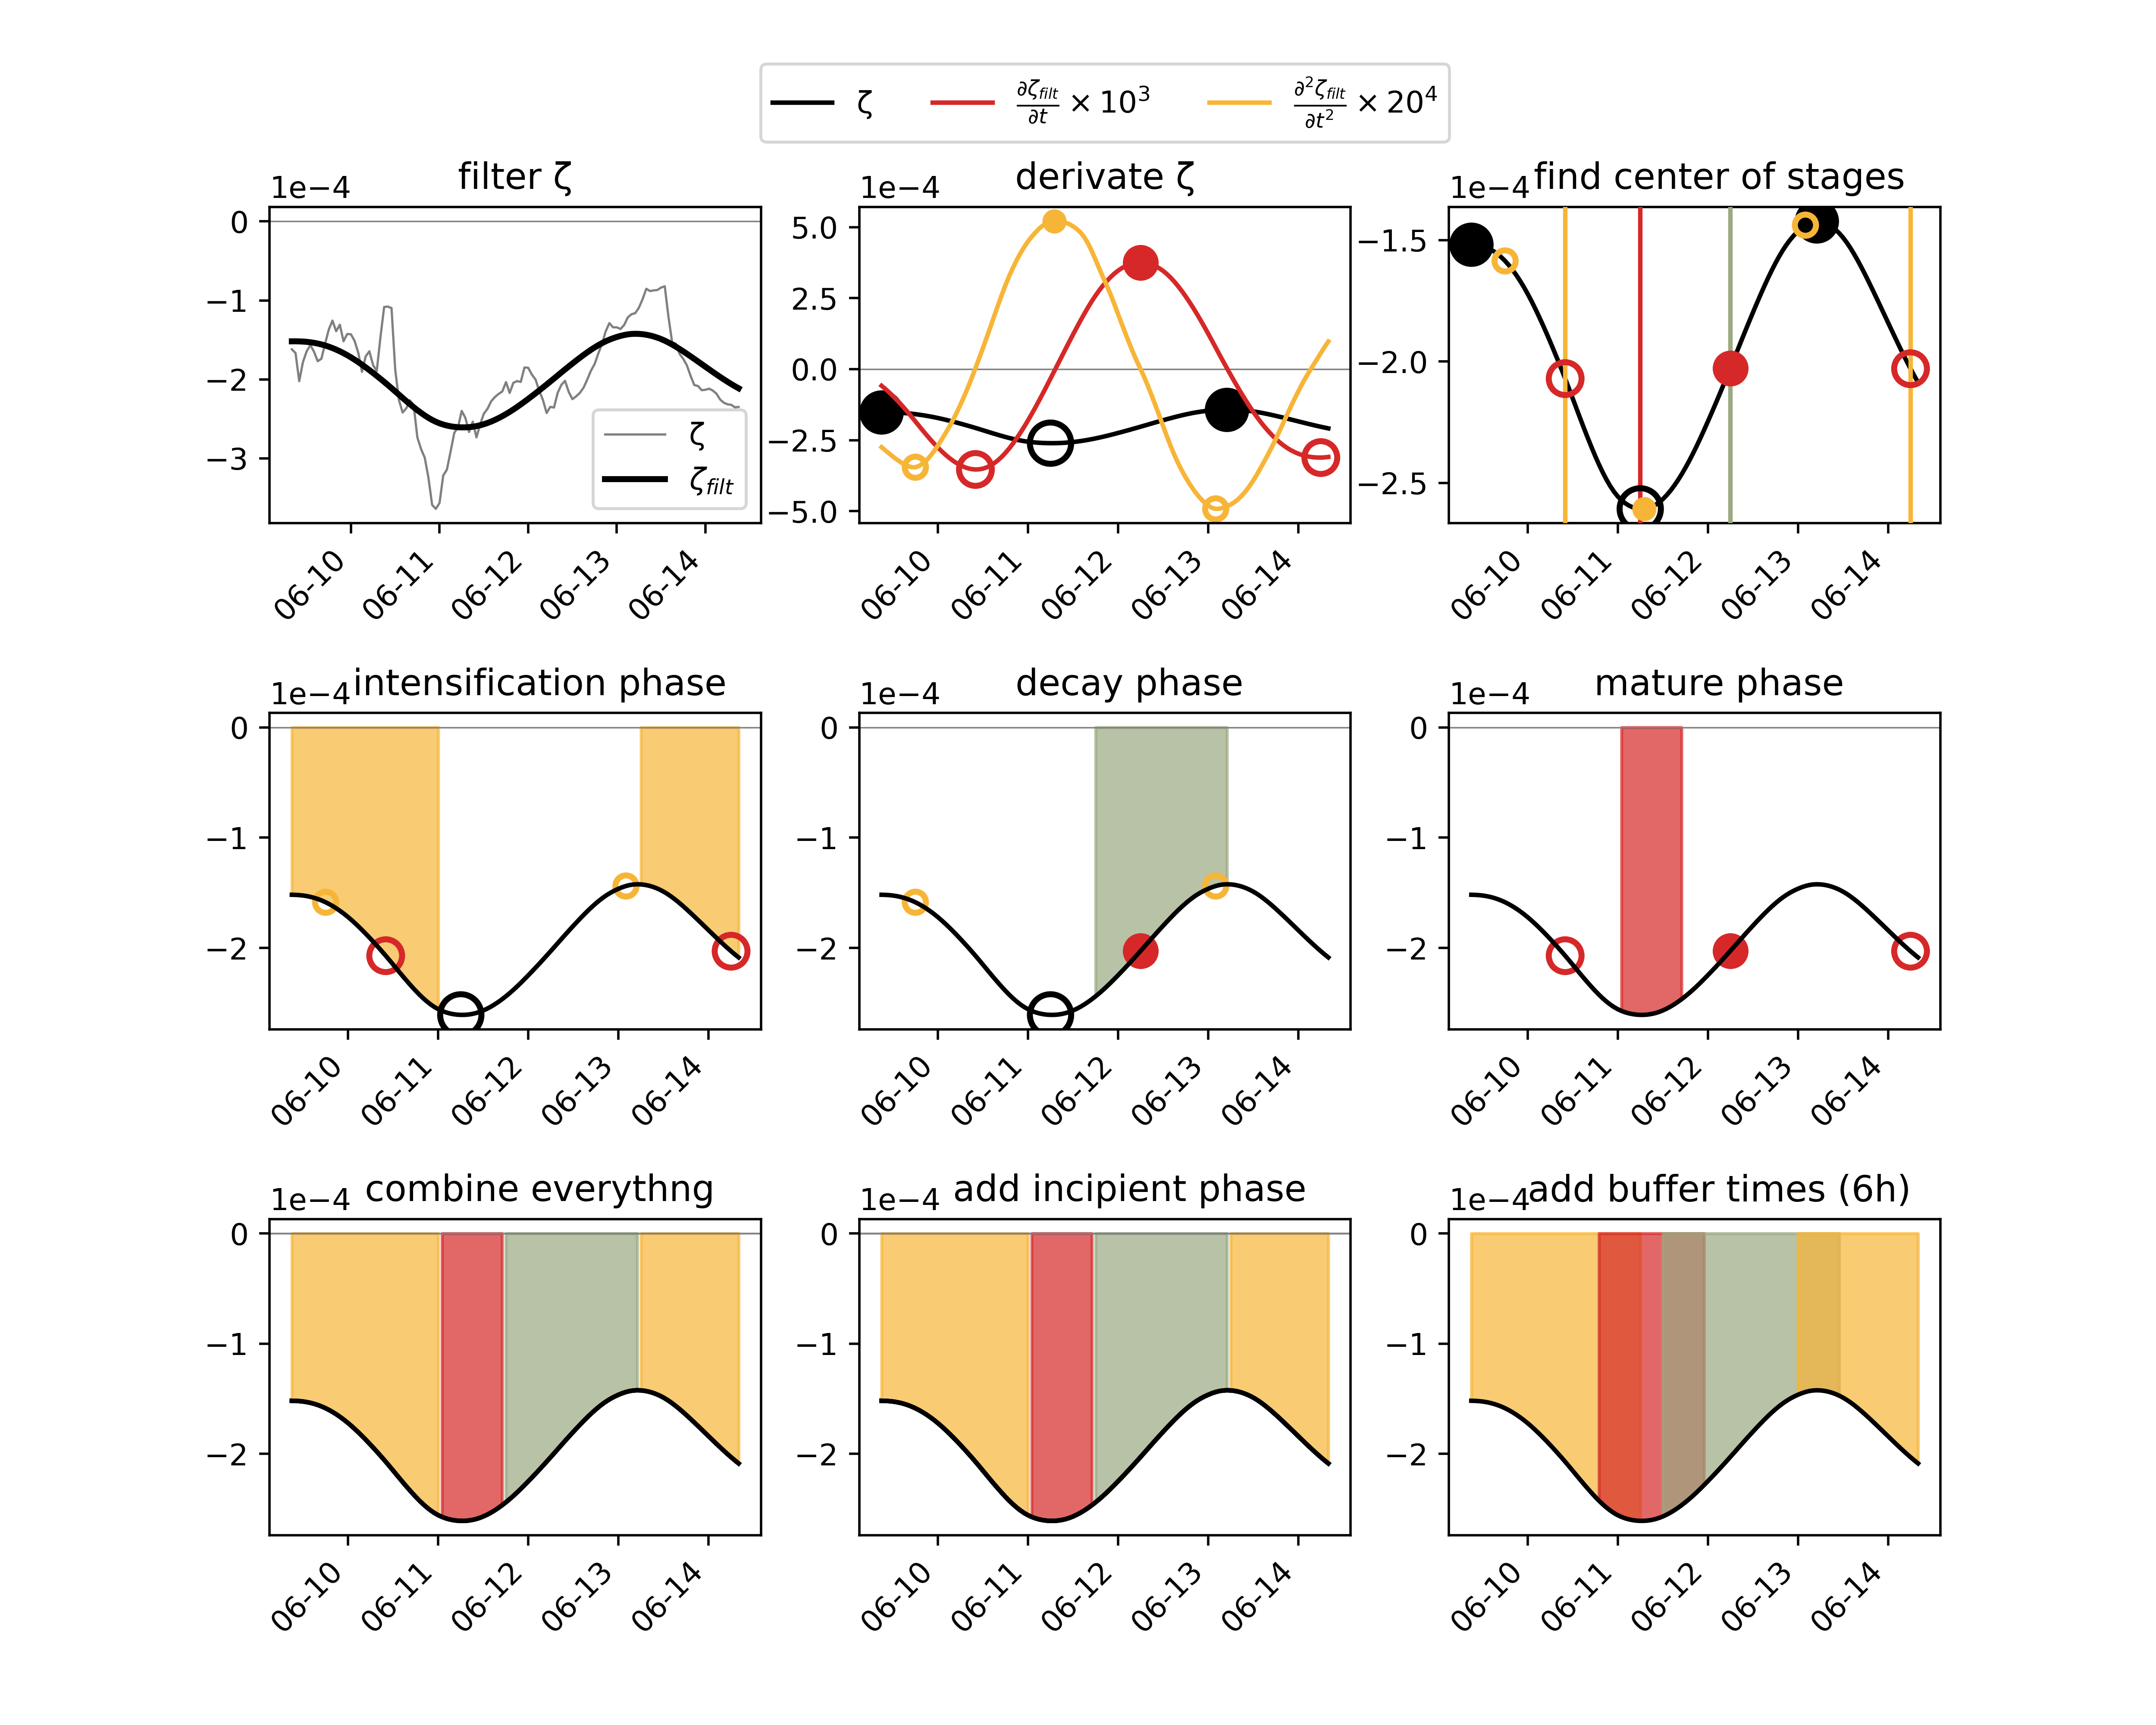 ζ ∂ζ_filt/∂t × 10³ ∂²ζ_filt/∂t² × 20⁴
filter ζ
1e−4
0
−1
−2
−3
ζ
ζ_filt
06-10 06-11 06-12 06-13 06-14
derivate ζ
1e−4
5.0
2.5
0.0
−2.5
−5.0
06-10 06-11 06-12 06-13 06-14
find center of stages
1e−4
−1.5
−2.0
−2.5
06-10 06-11 06-12 06-13 06-14
intensification phase
1e−4
0
−1
−2
06-10 06-11 06-12 06-13 06-14
decay phase
1e−4
0
−1
−2
06-10 06-11 06-12 06-13 06-14
mature phase
1e−4
0
−1
−2
06-10 06-11 06-12 06-13 06-14
combine everythng
1e−4
0
−1
−2
06-10 06-11 06-12 06-13 06-14
add incipient phase
1e−4
0
−1
−2
06-10 06-11 06-12 06-13 06-14
add buffer times (6h)
1e−4
0
−1
−2
06-10 06-11 06-12 06-13 06-14